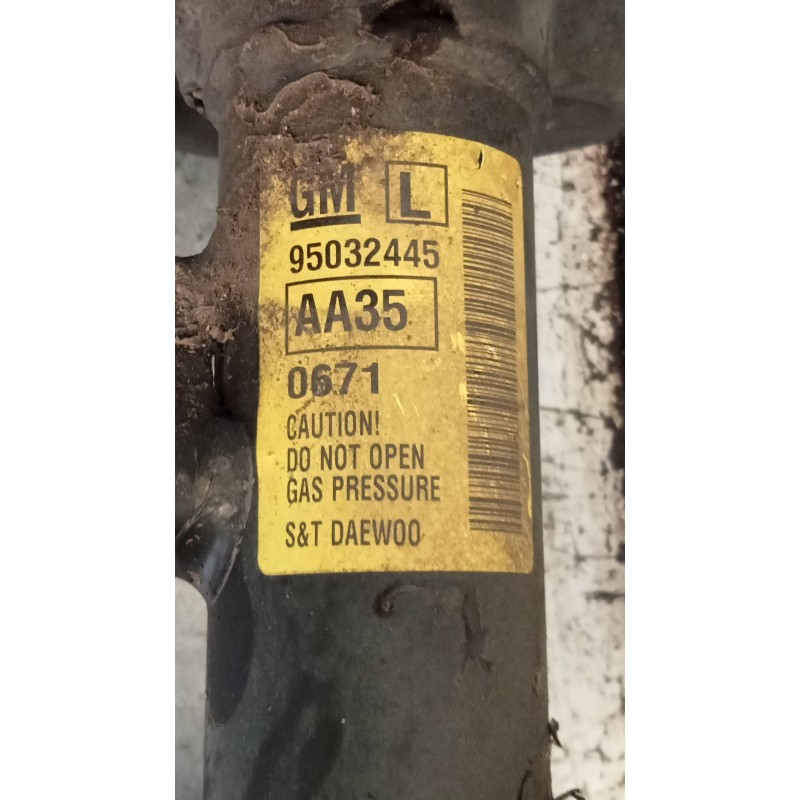 GM L
95032445
AA35
0671
CAUTION!
DO NOT OPEN
GAS PRESSURE
S&T DAEWOO